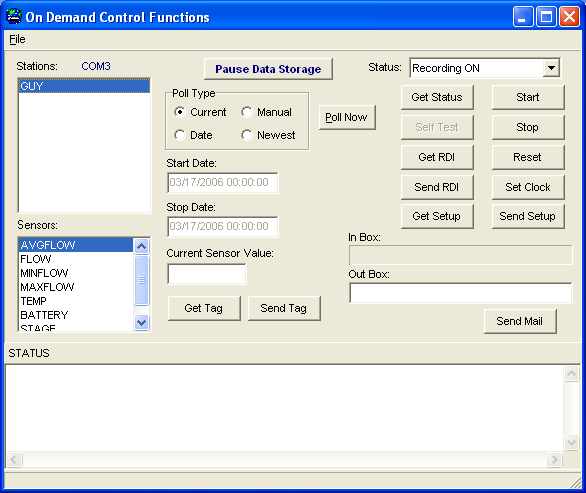 On Demand Control Functions
File
Stations: COM3
GUY
Pause Data Storage
Status: Recording ON
Poll Type
Current
Manual
Date
Newest
Poll Now
Get Status
Start
Self Test
Stop
Get RDI
Reset
Send RDI
Set Clock
Get Setup
Send Setup
Start Date:
03/17/2006 00:00:00
Stop Date:
03/17/2006 00:00:00
Sensors:
AVGFLOW
FLOW
MINFLOW
MAXFLOW
TEMP
BATTERY
STAGE
Current Sensor Value:
Get Tag
Send Tag
In Box:
Out Box:
Send Mail
STATUS